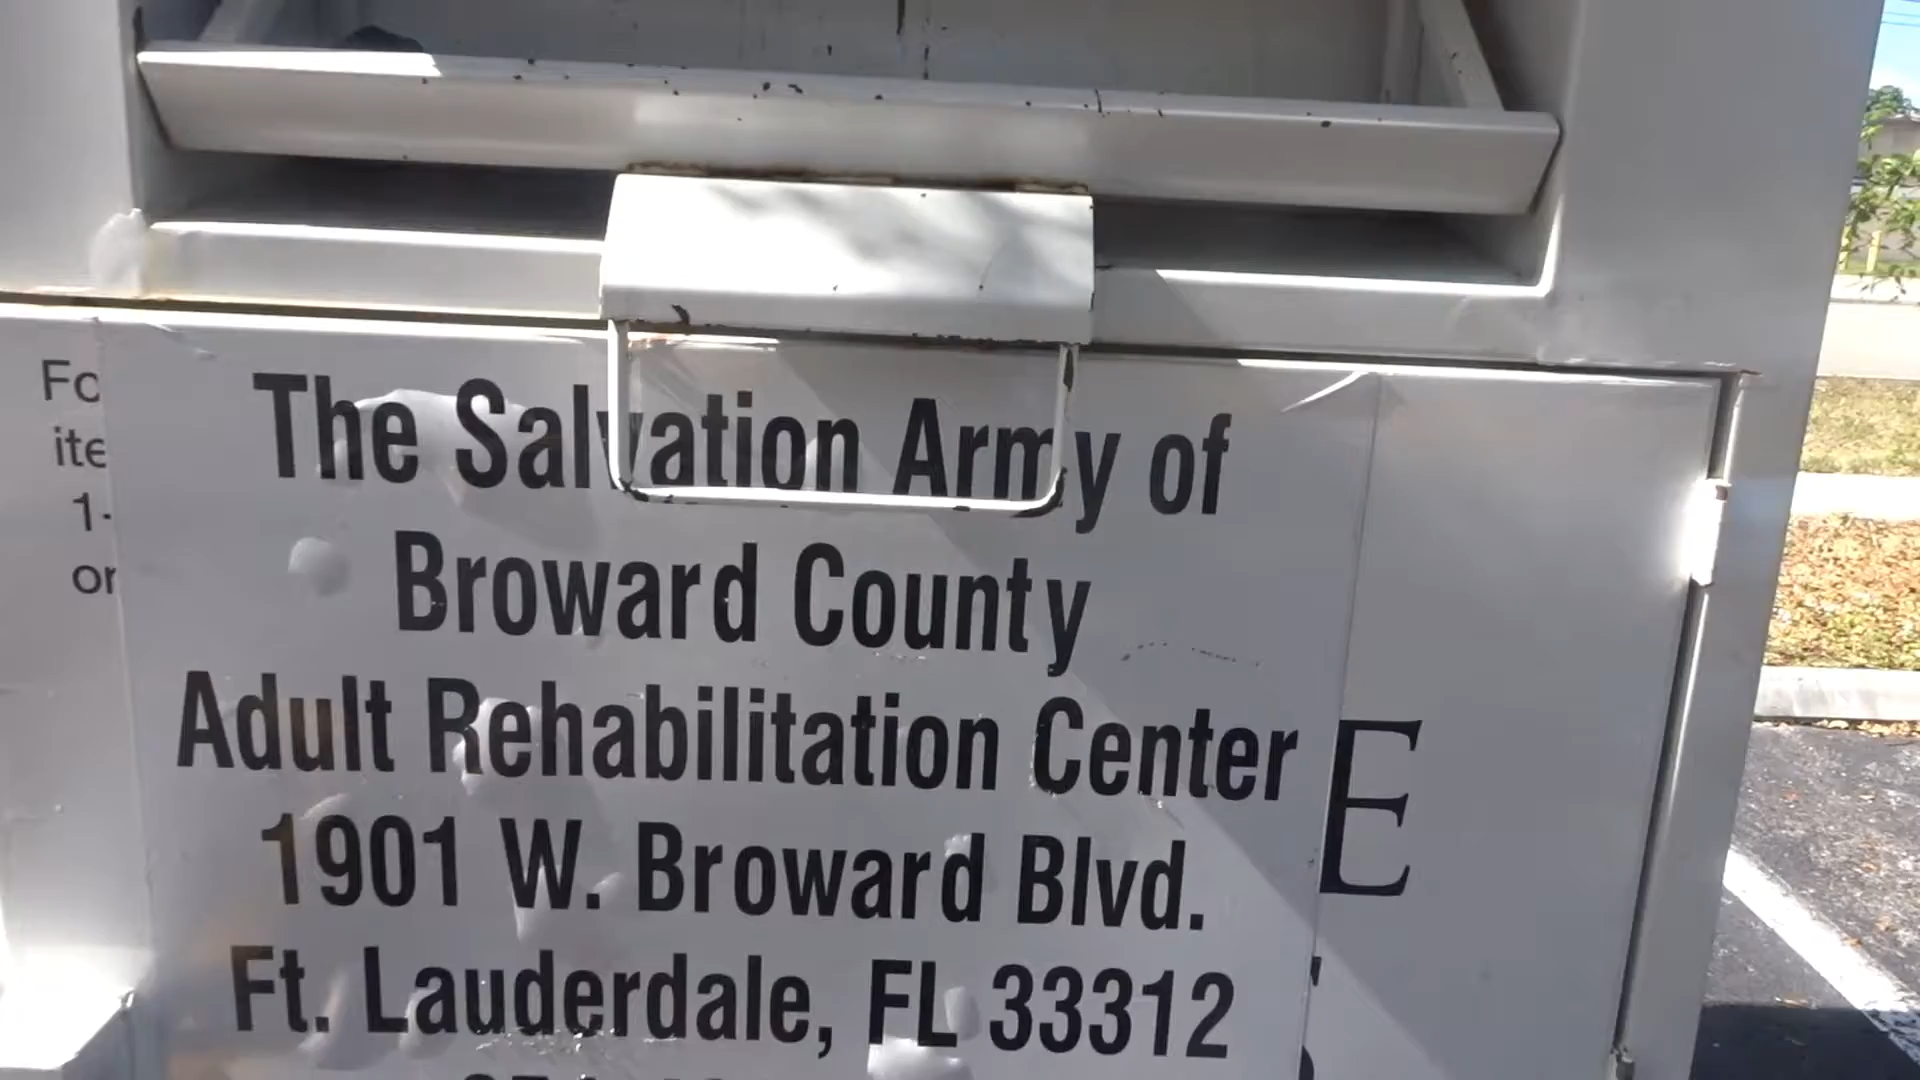 The Salvation Army of
Broward County
Adult Rehabilitation Center
1901 W. Broward Blvd.
Ft. Lauderdale, FL 33312
E